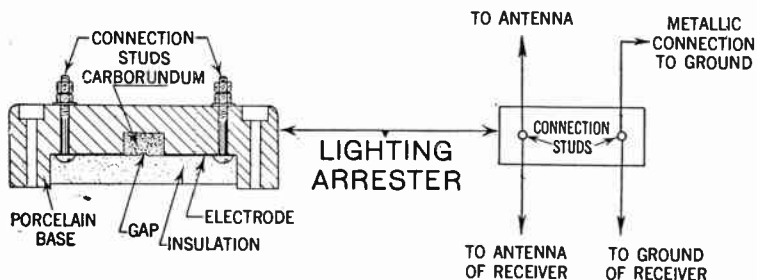 CONNECTION
STUDS
CARBORUNDUM
PORCELAIN
BASE
GAP
INSULATION
ELECTRODE
LIGHTING
ARRESTER
TO ANTENNA
METALLIC
CONNECTION
TO GROUND
CONNECTION
STUDS
TO ANTENNA
OF RECEIVER
TO GROUND
OF RECEIVER